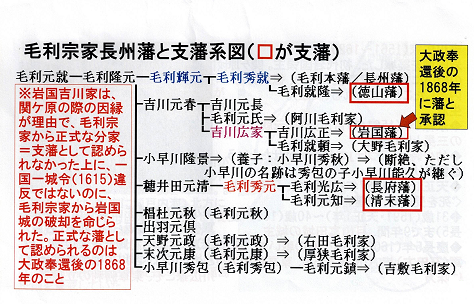 毛利宗家長州藩と支藩系図(□が支藩)
大政奉還後の1868年に藩と承認
毛利元就ー毛利隆元ー毛利輝元ー毛利秀就⇒(毛利本藩/長州藩)
毛利就隆⇒(徳山藩)
※岩国吉川家は、
関ケ原の際の因縁
が理由で、毛利宗
家から正式な分家
=支藩として認めら
れなかった上に、一
国一城令(1615)違
反ではないのに、
毛利宗家から岩国
城の破却を命じら
れた。正式な藩とし
て認められるのは
大政奉還後の1868
年のこと
吉川元春 吉川元長
毛利元氏⇒(阿川毛利家)
吉川広家 吉川広正⇒(岩国藩)
毛利就頼⇒(大野毛利家)
小早川隆景⇒(養子:小早川秀秋)⇒(断絶、ただし
小早川の名跡は秀包の子小早川能久が継ぐ)
穂井田元清ー毛利秀元 毛利光広⇒(長府藩)
毛利元知⇒(清末藩)
椙杜元秋(毛利元秋)
出羽元倶
天野元政(毛利元政)⇒(右田毛利家)
末次元康(毛利元康)⇒(厚狭毛利家)
小早川秀包(毛利秀包)ー毛利元鎮⇒(吉敷毛利家)